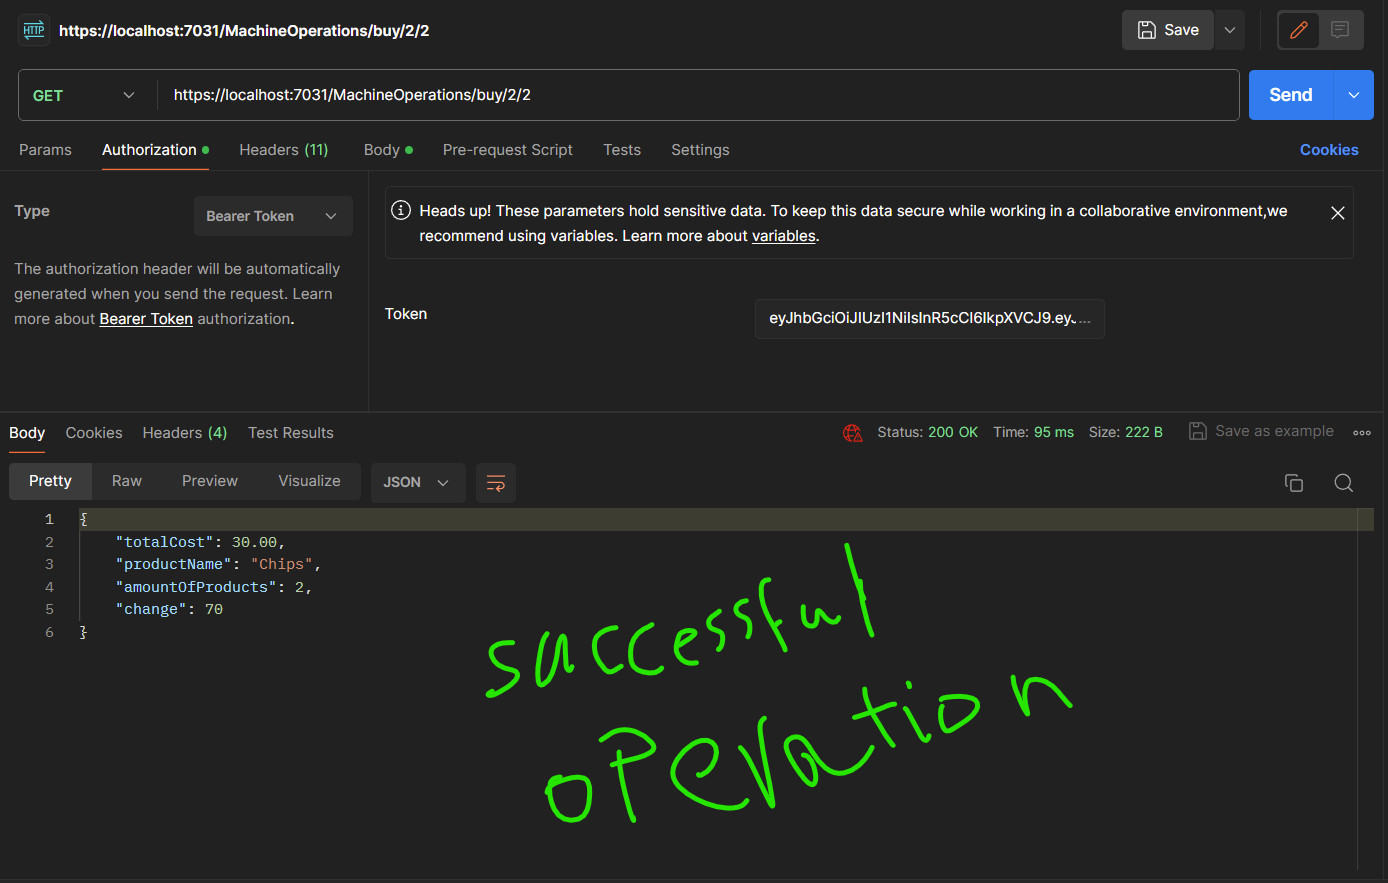 HTTP https://localhost:7031/MachineOperations/buy/2/2
Save
GET https://localhost:7031/MachineOperations/buy/2/2 Send
Params Authorization Headers (11) Body Pre-request Script Tests Settings Cookies
Type Bearer Token
The authorization header will be automatically
generated when you send the request. Learn
more about Bearer Token authorization.
Heads up! These parameters hold sensitive data. To keep this data secure while working in a collaborative environment,we
recommend using variables. Learn more about variables.
Token eyJhbGciOiJIUzI1NiIsInR5cCI6IkpXVCJ9.eyJ...
Body Cookies Headers (4) Test Results Status: 200 OK Time: 95 ms Size: 222 B Save as example
Pretty Raw Preview Visualize JSON
1 {
2 "totalCost": 30.00,
3 "productName": "Chips",
4 "amountOfProducts": 2,
5 "change": 70
6 }
successful
operation